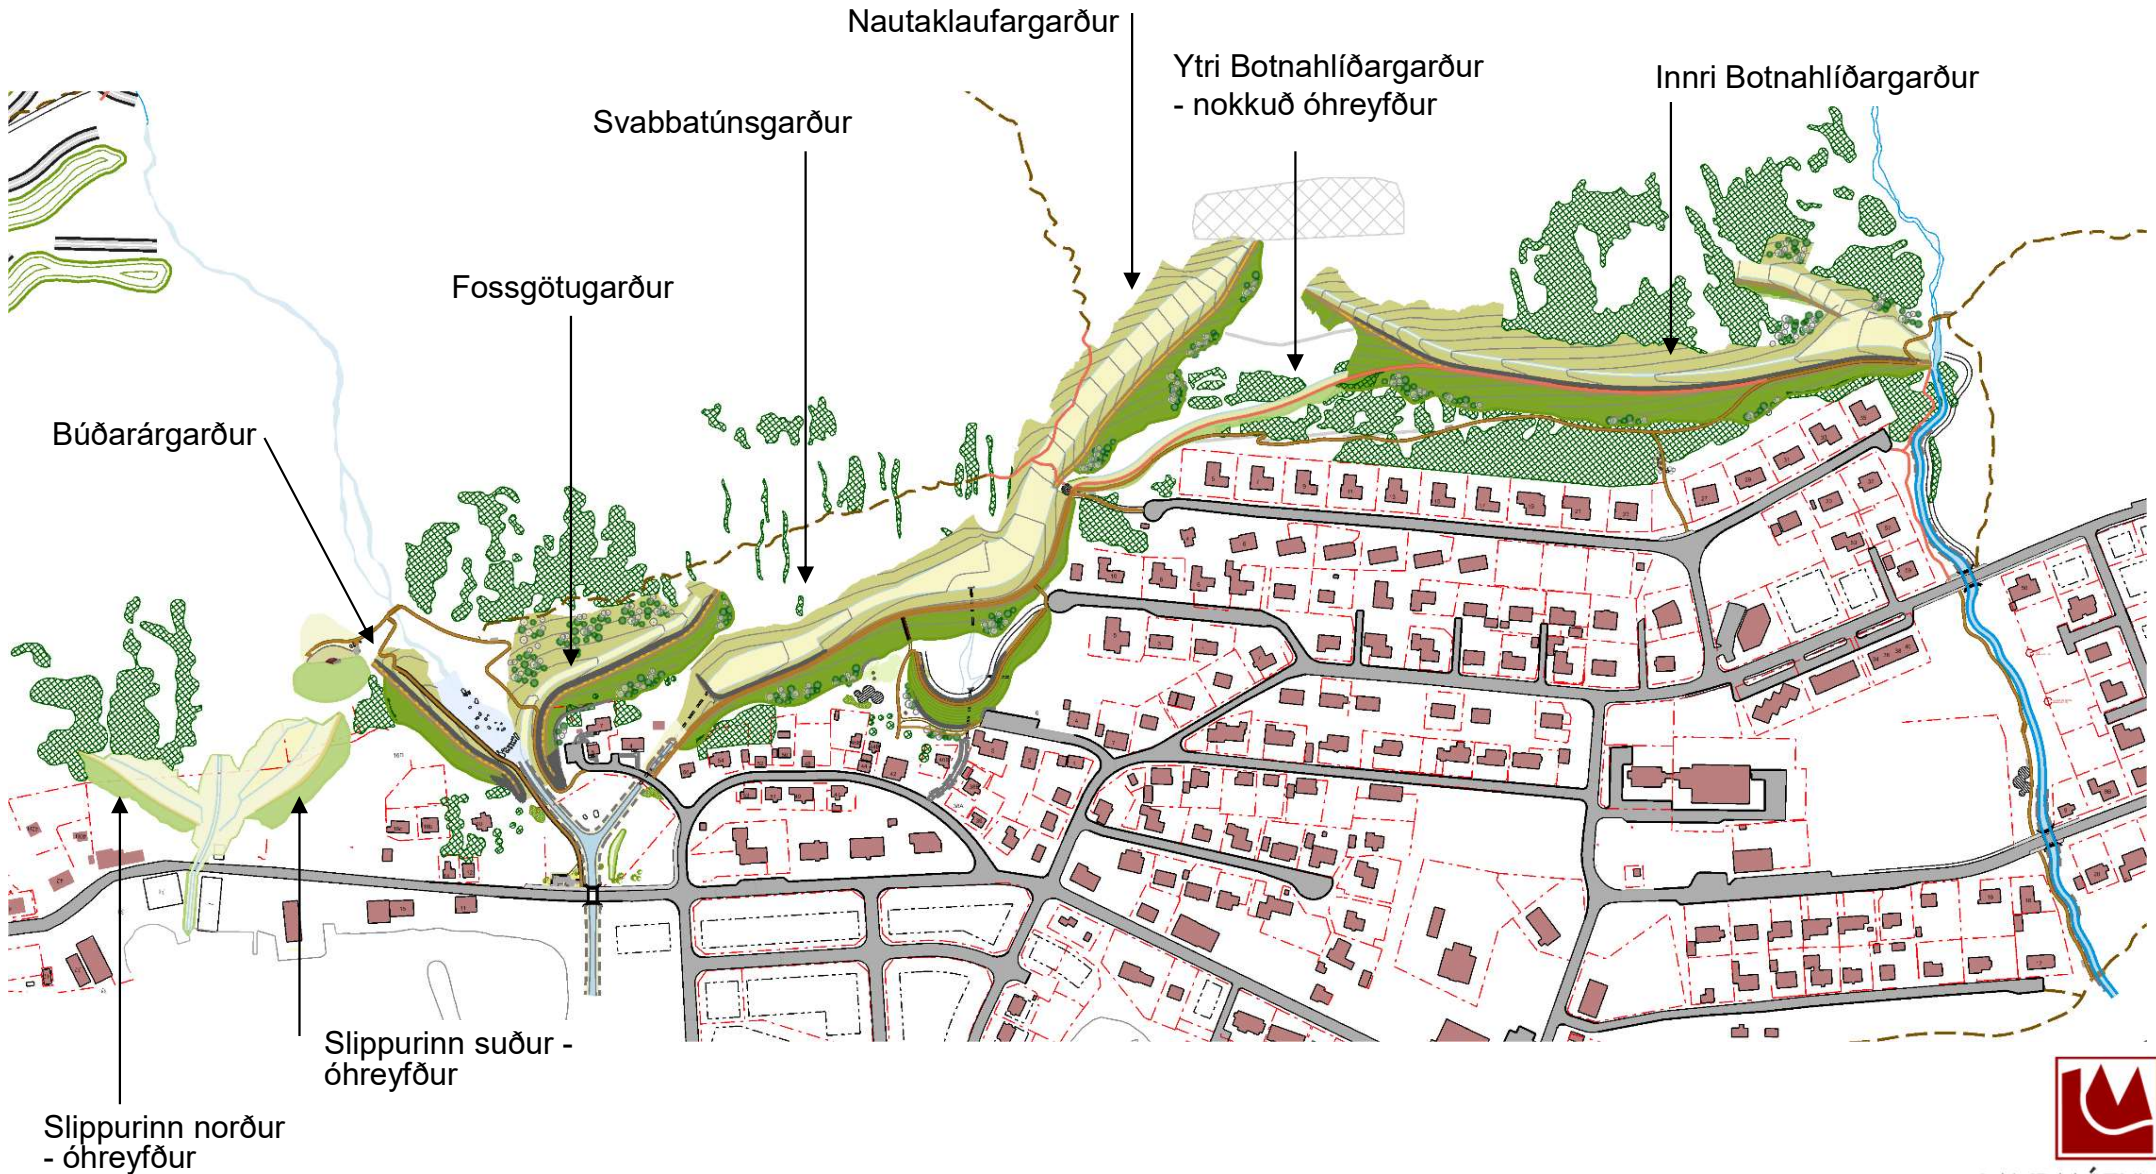 Nautaklaufargarður
Ytri Botnahlíðargarður
- nokkuð óhreyfður
Innri Botnahlíðargarður
Svabbatúnsgarður
Fossgötugarður
Búðarárgarður
Slippurinn suður -
óhreyfður
Slippurinn norður
- óhreyfður